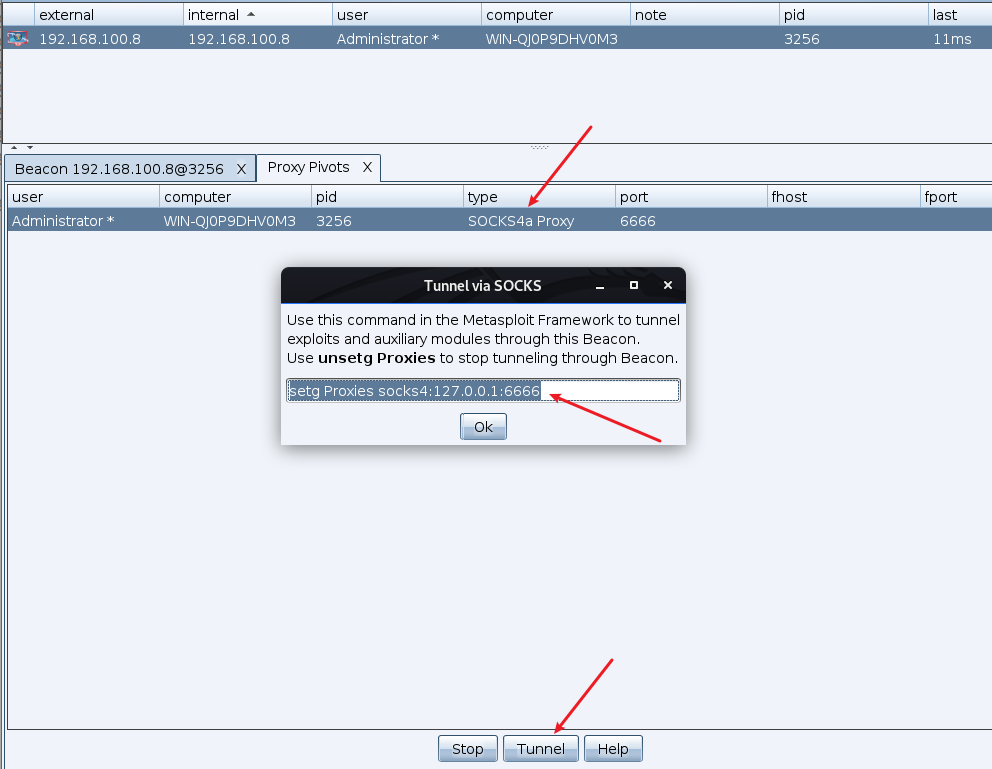 external internal user computer note pid last
192.168.100.8 192.168.100.8 Administrator * WIN-QJ0P9DHV0M3 3256 11ms
Beacon 192.168.100.8@3256 X Proxy Pivots X
user computer pid type port fhost fport
Administrator * WIN-QJ0P9DHV0M3 3256 SOCKS4a Proxy 6666
Tunnel via SOCKS
Use this command in the Metasploit Framework to tunnel
exploits and auxiliary modules through this Beacon.
Use unsetg Proxies to stop tunneling through Beacon.
setg Proxies socks4:127.0.0.1:6666
Ok
Stop Tunnel Help